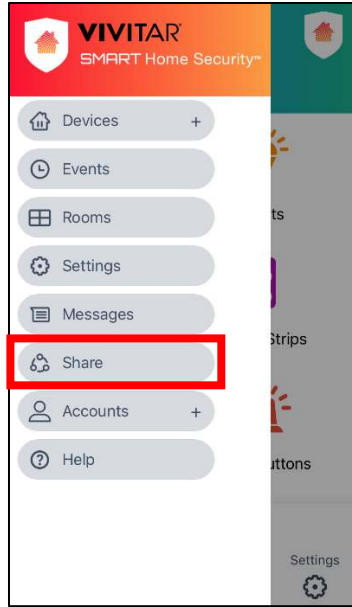 VIVITAR
SMART Home Security™
Devices +
Events
ts
Rooms
Settings
Messages
Strips
Share
Accounts +
uttons
Help
Settings